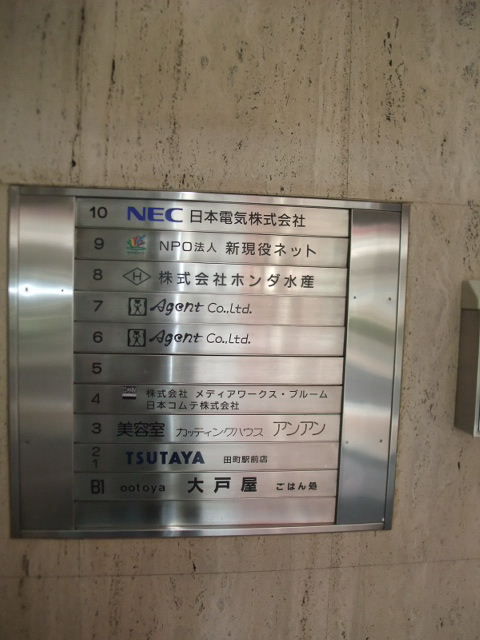 10 NEC 日本電気株式会社
9 NPO法人 新現役ネット
8 H 株式会社ホンダ水産
7 Agent Co.,Ltd.
6 Agent Co.,Ltd.
5
4 株式会社 メディアワークス・ブルーム
日本コムテ株式会社
3 美容室 カッティングハウス アンアン
2
1 TSUTAYA 田町駅前店
B1 ootoya 大戸屋 ごはん処